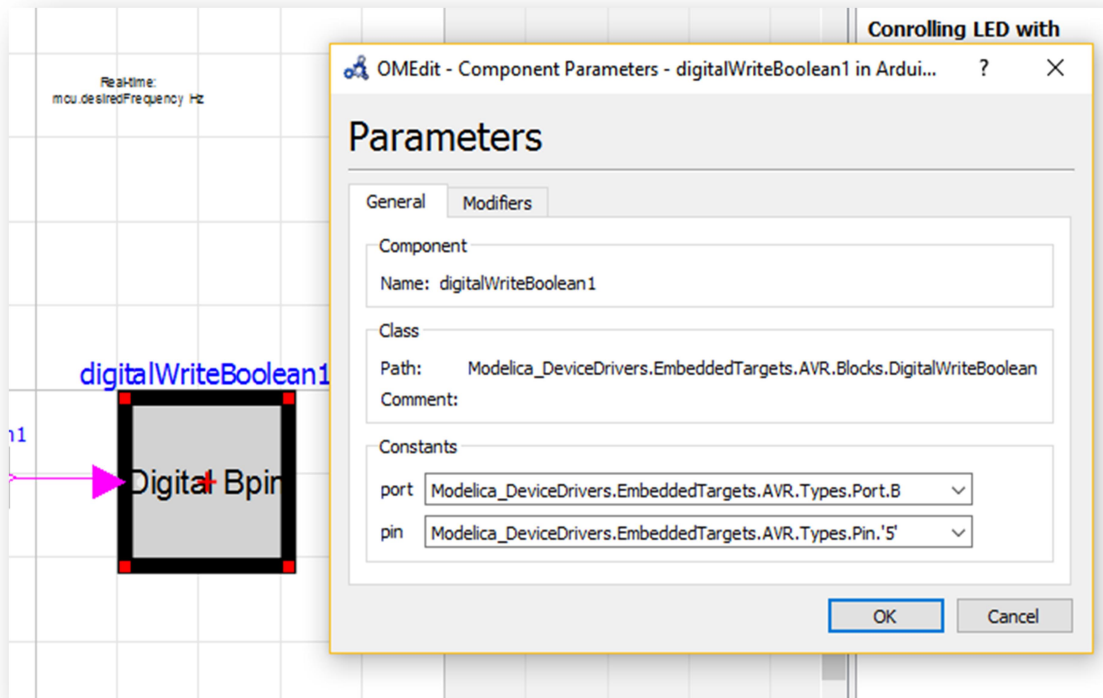 Conrolling LED with
Real-time:
mcu.desiredFrequency Hz
digitalWriteBoolean1
n1
Digital Bpin
OMEdit - Component Parameters - digitalWriteBoolean1 in Ardui... ?
Parameters
General Modifiers
Component
Name: digitalWriteBoolean1
Class
Path: Modelica_DeviceDrivers.EmbeddedTargets.AVR.Blocks.DigitalWriteBoolean
Comment:
Constants
port Modelica_DeviceDrivers.EmbeddedTargets.AVR.Types.Port.B
pin Modelica_DeviceDrivers.EmbeddedTargets.AVR.Types.Pin.'5'
OK Cancel